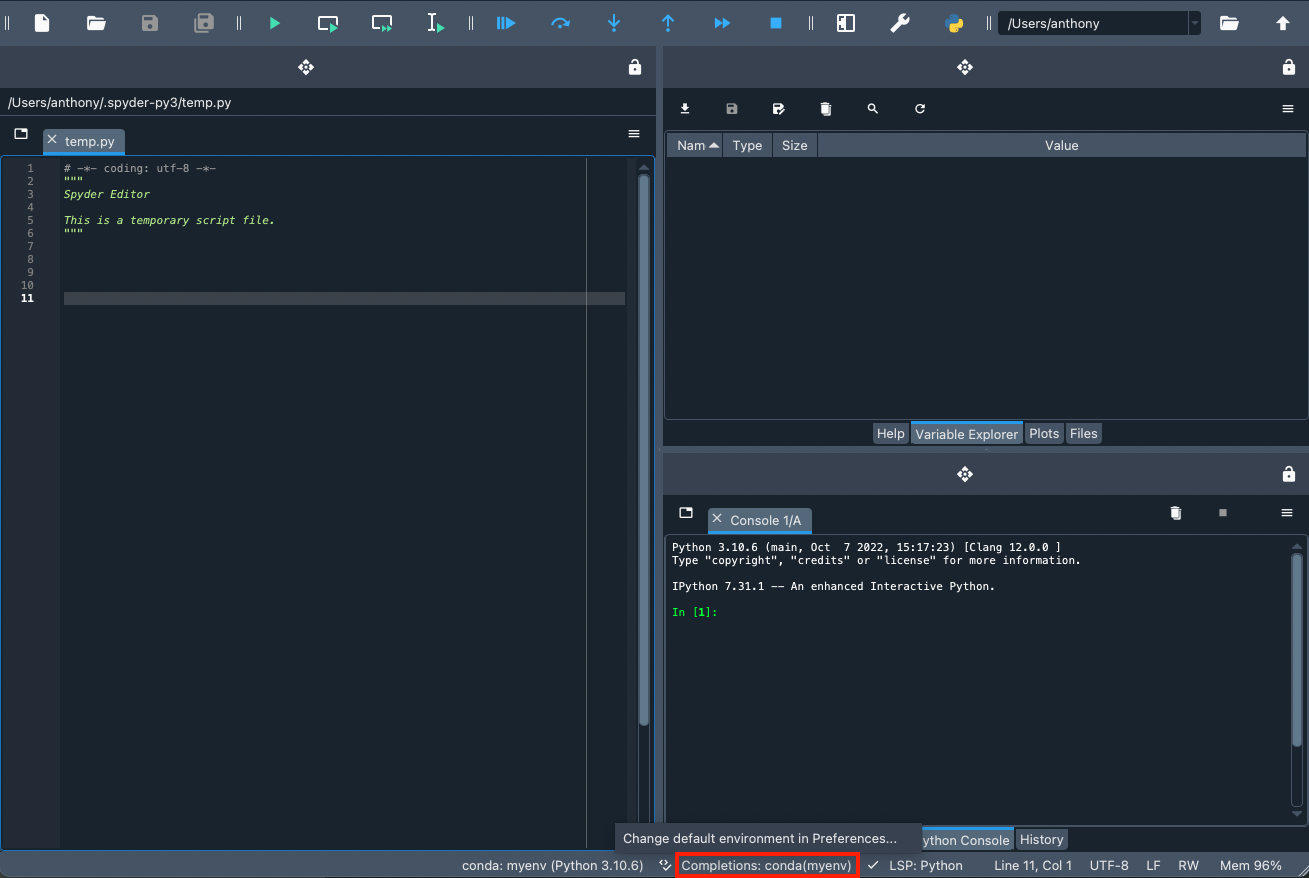 /Users/anthony
/Users/anthony/.spyder-py3/temp.py
temp.py
1 # -*- coding: utf-8 -*-
2 """
3 Spyder Editor
4
5 This is a temporary script file.
6 """
7
8
9
10
11
Nam Type Size Value
Help Variable Explorer Plots Files
Console 1/A
Python 3.10.6 (main, Oct 7 2022, 15:17:23) [Clang 12.0.0 ]
Type "copyright", "credits" or "license" for more information.
IPython 7.31.1 -- An enhanced Interactive Python.
In [1]:
Change default environment in Preferences...
ython Console History
conda: myenv (Python 3.10.6) Completions: conda(myenv) LSP: Python Line 11, Col 1 UTF-8 LF RW Mem 96%